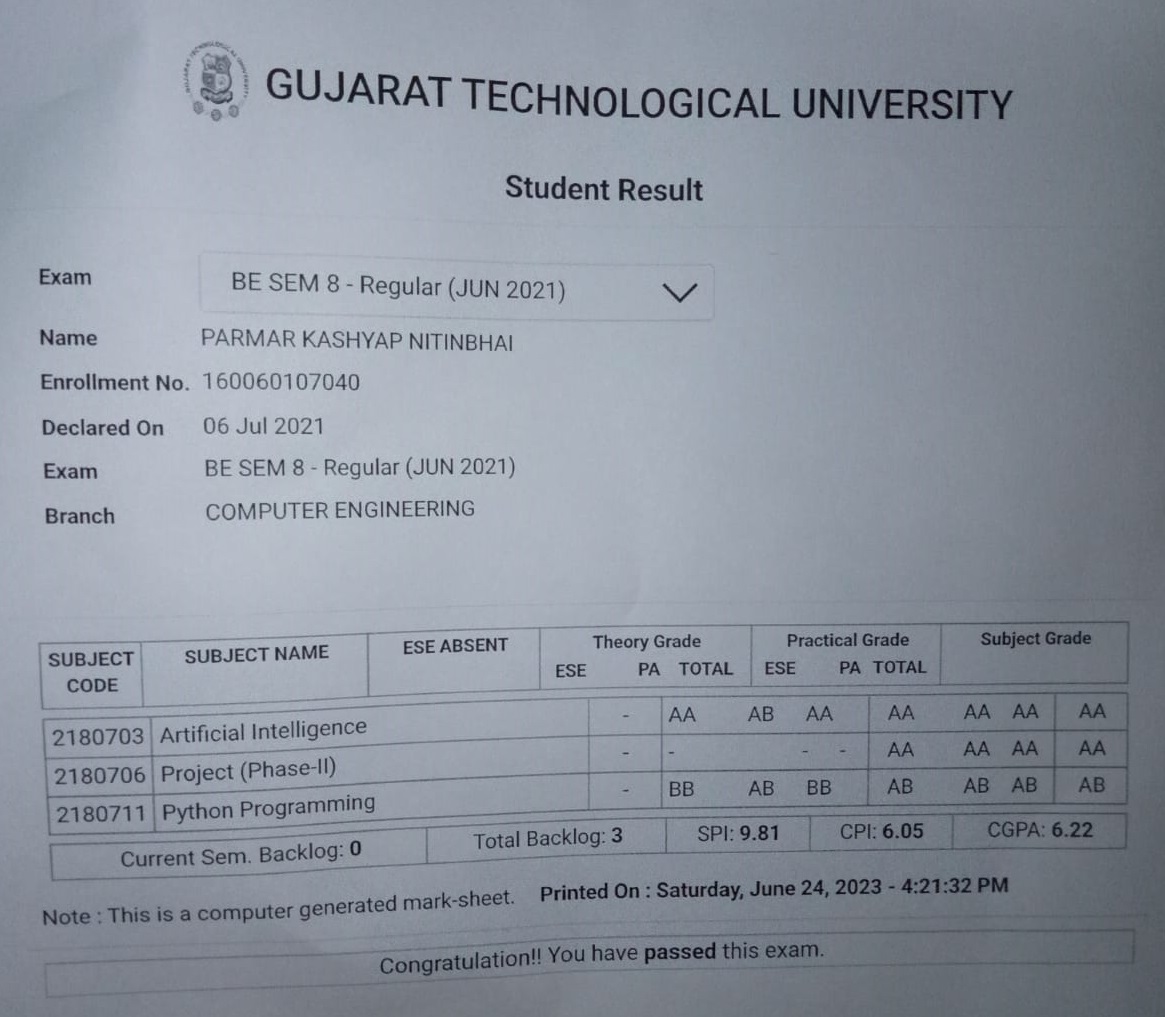 GUJARAT TECHNOLOGICAL UNIVERSITY
Student Result
Exam BE SEM 8 - Regular (JUN 2021)
Name PARMAR KASHYAP NITINBHAI
Enrollment No. 160060107040
Declared On 06 Jul 2021
Exam BE SEM 8 - Regular (JUN 2021)
Branch COMPUTER ENGINEERING
SUBJECT CODE SUBJECT NAME ESE ABSENT Theory Grade Practical Grade Subject Grade
ESE PA TOTAL ESE PA TOTAL
2180703 Artificial Intelligence - AA AB AA AA AA AA AA
2180706 Project (Phase-II) - - - - AA AA AA AA
2180711 Python Programming - BB AB BB AB AB AB AB
Current Sem. Backlog: 0 Total Backlog: 3 SPI: 9.81 CPI: 6.05 CGPA: 6.22
Note : This is a computer generated mark-sheet. Printed On : Saturday, June 24, 2023 - 4:21:32 PM
Congratulation!! You have passed this exam.